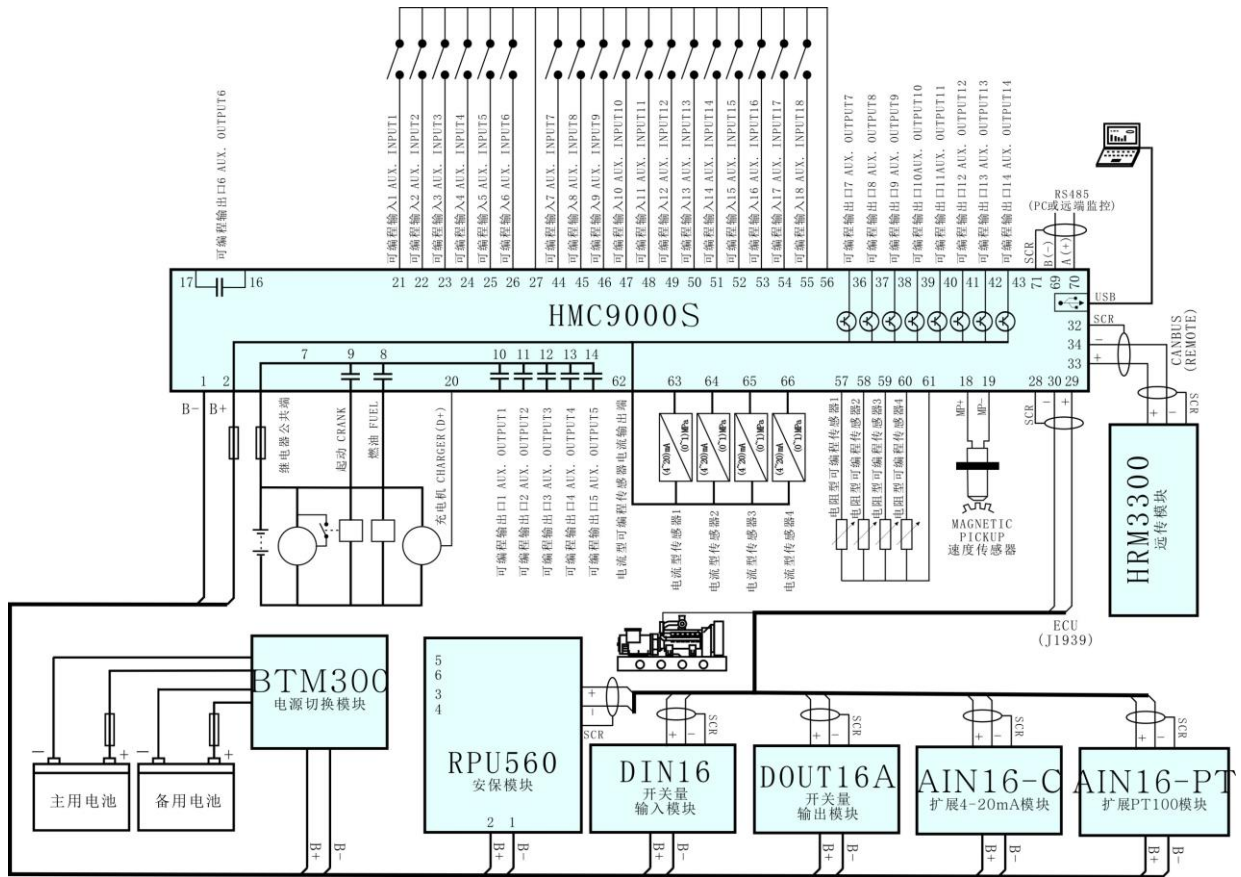 可编程输出口6 AUX. OUTPUT6
可编程输入1 AUX. INPUT1
可编程输入2 AUX. INPUT2
可编程输入3 AUX. INPUT3
可编程输入4 AUX. INPUT4
可编程输入5 AUX. INPUT5
可编程输入6 AUX. INPUT6
可编程输入7 AUX. INPUT7
可编程输入8 AUX. INPUT8
可编程输入9 AUX. INPUT9
可编程输入10 AUX. INPUT10
可编程输入11 AUX. INPUT11
可编程输入12 AUX. INPUT12
可编程输入13 AUX. INPUT13
可编程输入14 AUX. INPUT14
可编程输入15 AUX. INPUT15
可编程输入16 AUX. INPUT16
可编程输入17 AUX. INPUT17
可编程输入18 AUX. INPUT18
可编程输出口7 AUX. OUTPUT7
可编程输出口8 AUX. OUTPUT8
可编程输出口9 AUX. OUTPUT9
可编程输出口10AUX. OUTPUT10
可编程输出口11AUX. OUTPUT11
可编程输出口12 AUX. OUTPUT12
可编程输出口13 AUX. OUTPUT13
可编程输出口14 AUX. OUTPUT14
RS485
(PC或远端监控)
SCR
B(-)
A(+)
17 16 21 22 23 24 25 26 27 44 45 46 47 48 49 50 51 52 53 54 55 56 36 37 38 39 40 41 42 43 71 69 70
USB
HMC9000S
32 SCR
34 -
33 +
CANBUS
(REMOTE)
1 2 7 9 8 20 10 11 12 13 14 62 63 64 65 66 57 58 59 60 61 18 19 28 30 29
B- B+
继电器公共端
起动 CRANK
燃油 FUEL
充电机 CHARGER(D+)
可编程输出口1 AUX. OUTPUT1
可编程输出口2 AUX. OUTPUT2
可编程输出口3 AUX. OUTPUT3
可编程输出口4 AUX. OUTPUT4
可编程输出口5 AUX. OUTPUT5
电流型可编程传感器电流输出端
(4~20)mA (0~1)MPa
(4~20)mA (0~1)MPa
(4~20)mA (0~1)MPa
(4~20)mA (0~1)MPa
电流型传感器1
电流型传感器2
电流型传感器3
电流型传感器4
电阻型可编程传感器1
电阻型可编程传感器2
电阻型可编程传感器3
电阻型可编程传感器4
MP+
MP-
MAGNETIC
PICKUP
速度传感器
SCR - +
SCR
+ -
HRM3300
远传模块
ECU
(J1939)
BTM300
电源切换模块
- + - +
主用电池
备用电池
B+ B-
5
6
3 +
4 -
SCR
RPU560
安保模块
2 1
B+ B-
+ - SCR
DIN16
开关量
输入模块
B+ B-
+ - SCR
DOUT16A
开关量
输出模块
B+ B-
+ - SCR
AIN16-C
扩展4-20mA模块
B+ B-
+ - SCR
AIN16-PT
扩展PT100模块
B+ B-